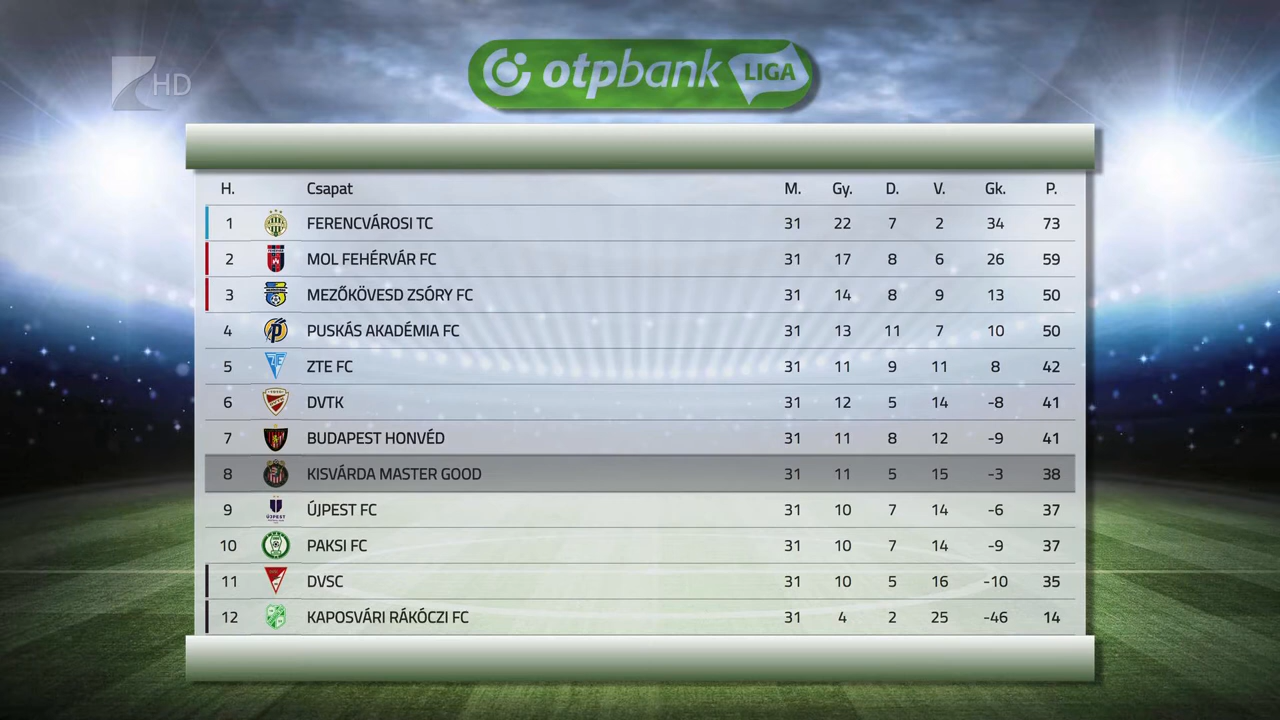 otpbank LIGA
HD
H. Csapat M. Gy. D. V. Gk. P.
1 FERENCVÁROSI TC 31 22 7 2 34 73
2 MOL FEHÉRVÁR FC 31 17 8 6 26 59
3 MEZŐKÖVESD ZSÓRY FC 31 14 8 9 13 50
4 PUSKÁS AKADÉMIA FC 31 13 11 7 10 50
5 ZTE FC 31 11 9 11 8 42
6 DVTK 31 12 5 14 -8 41
7 BUDAPEST HONVÉD 31 11 8 12 -9 41
8 KISVÁRDA MASTER GOOD 31 11 5 15 -3 38
9 ÚJPEST FC 31 10 7 14 -6 37
10 PAKSI FC 31 10 7 14 -9 37
11 DVSC 31 10 5 16 -10 35
12 KAPOSVÁRI RÁKÓCZI FC 31 4 2 25 -46 14